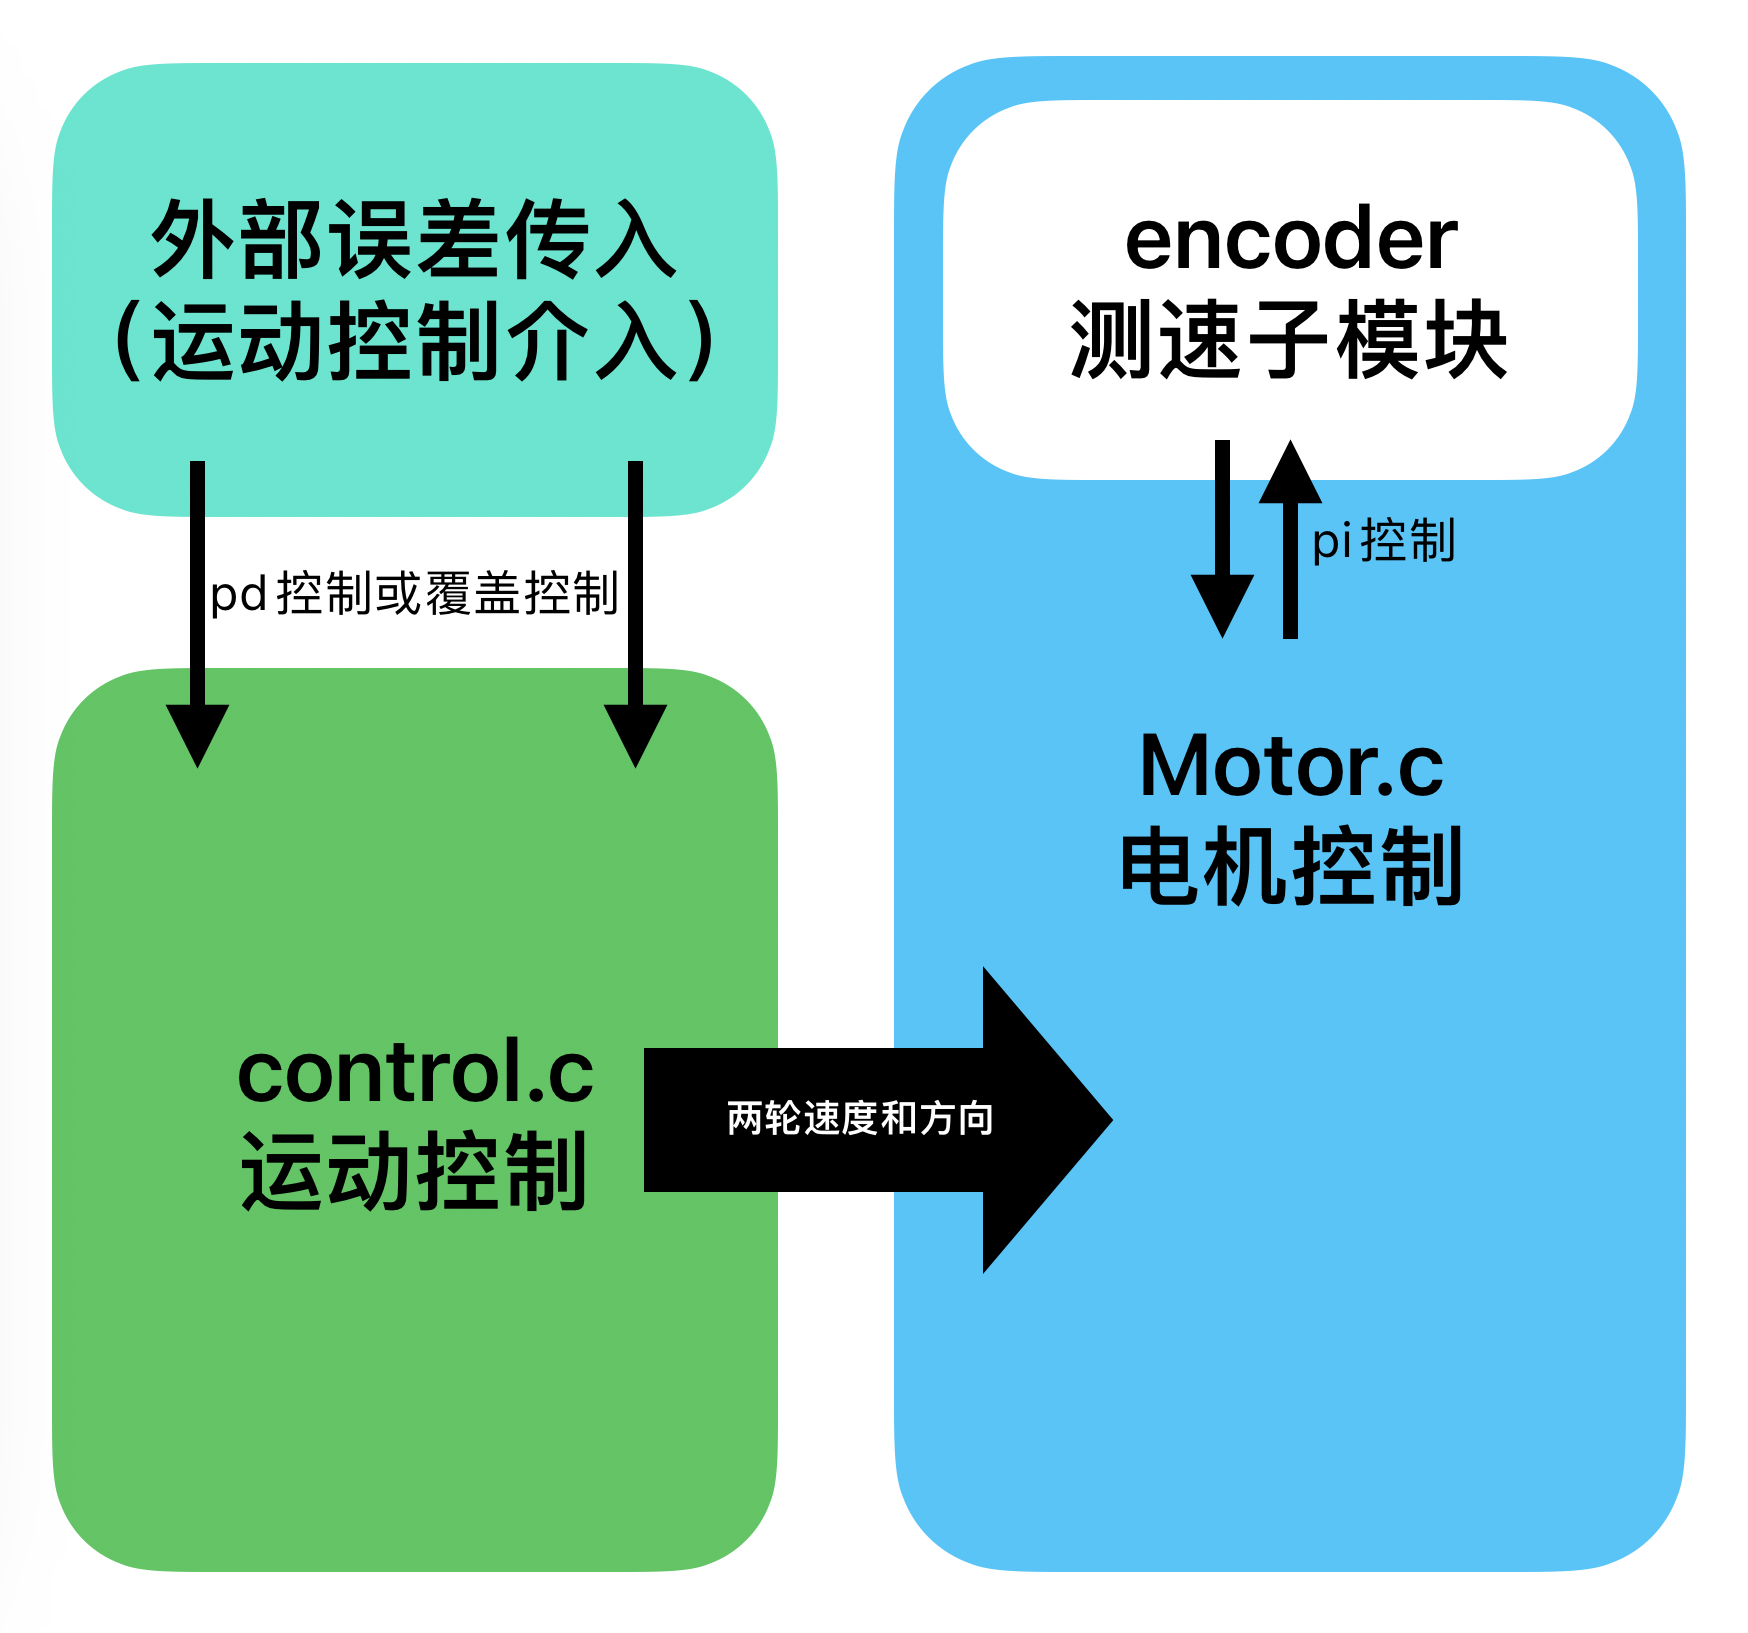 外部误差传入
(运动控制介入)
pd控制或覆盖控制
control.c
运动控制
两轮速度和方向
encoder
测速子模块
pi控制
Motor.c
电机控制